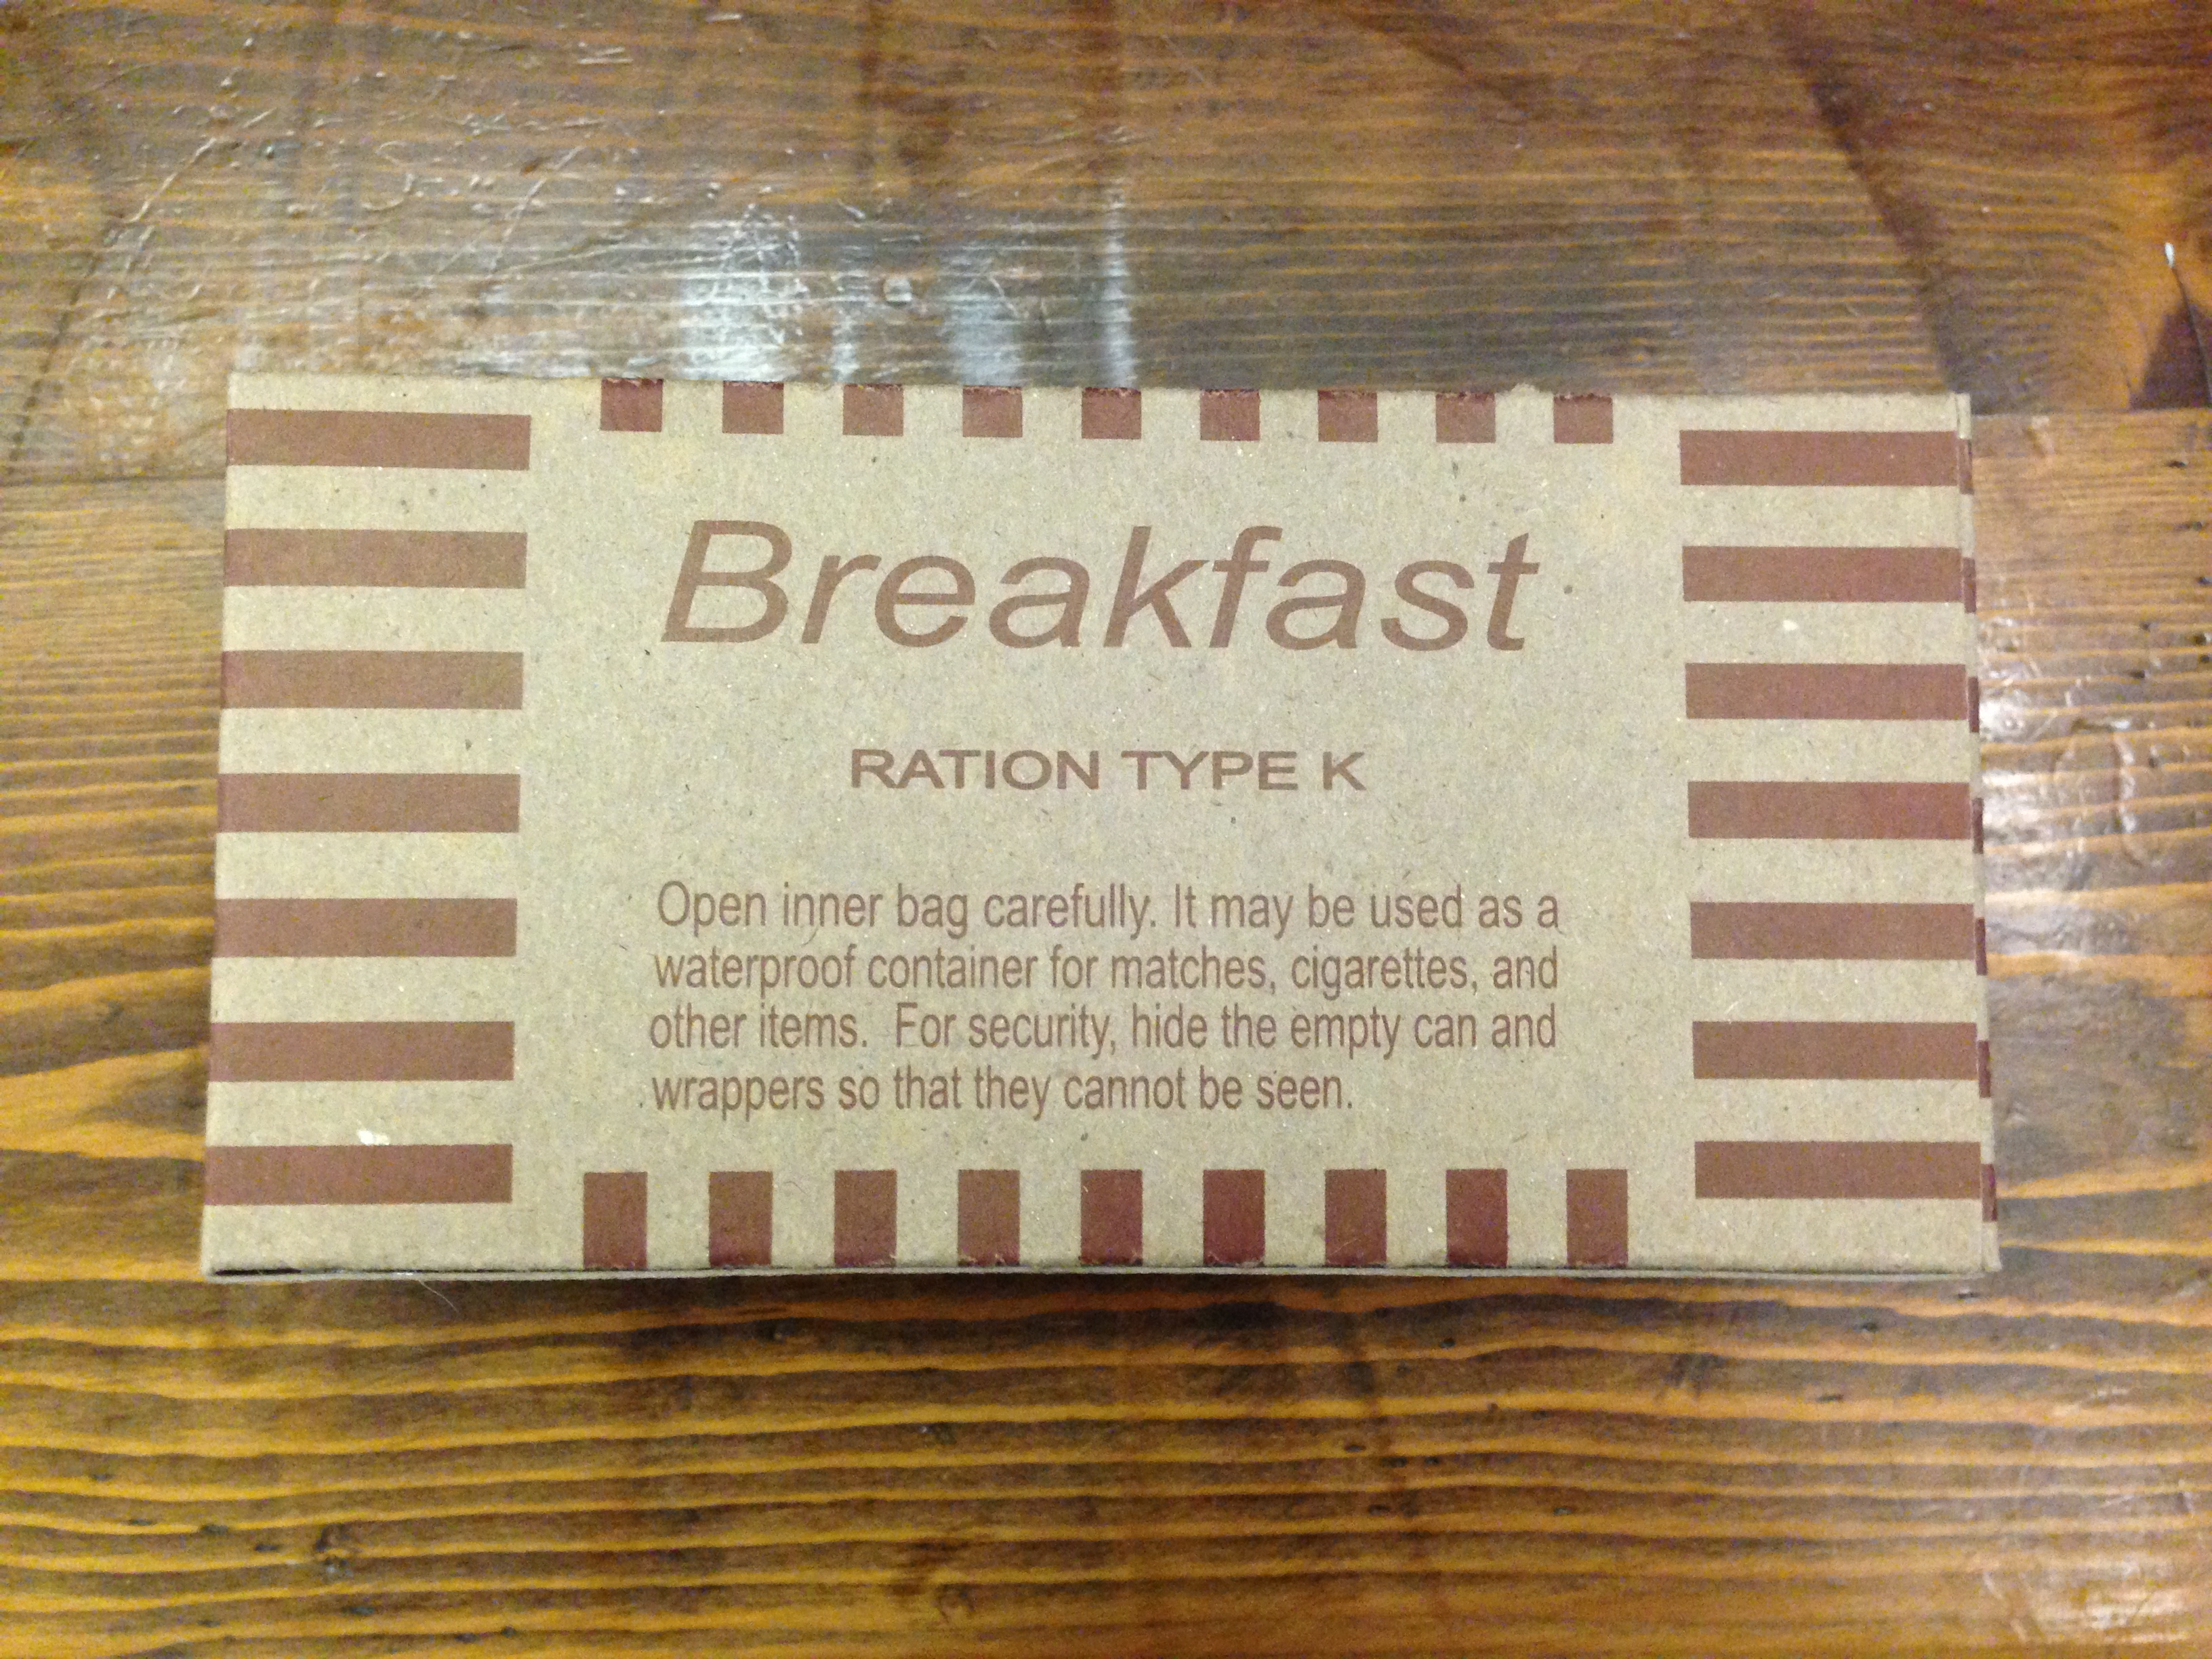 Breakfast
RATION TYPE K
Open inner bag carefully. It may be used as a
waterproof container for matches, cigarettes, and
other items.  For security, hide the empty can and
wrappers so that they cannot be seen.